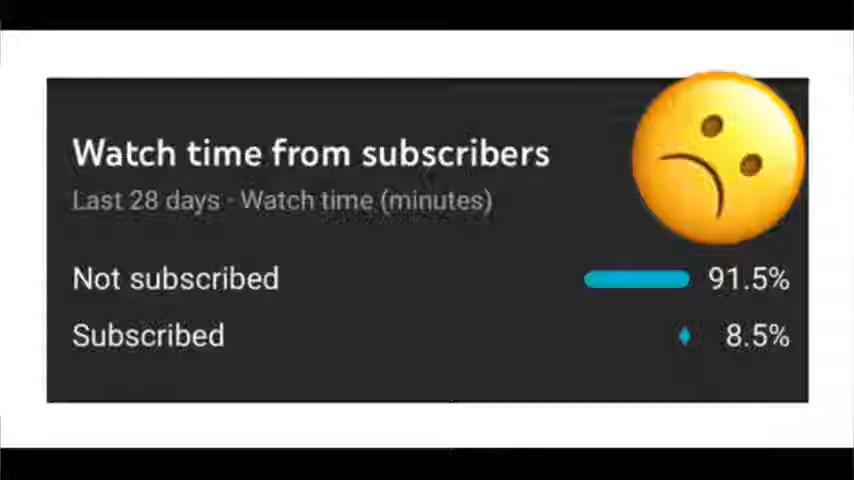 Watch time from subscribers
Last 28 days · Watch time (minutes)
Not subscribed 91.5%
Subscribed 8.5%